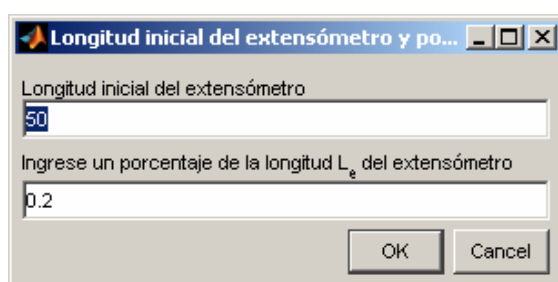 Longitud inicial del extensómetro y po...
Longitud inicial del extensómetro
50
Ingrese un porcentaje de la longitud Lₑ del extensómetro
0.2
OK Cancel